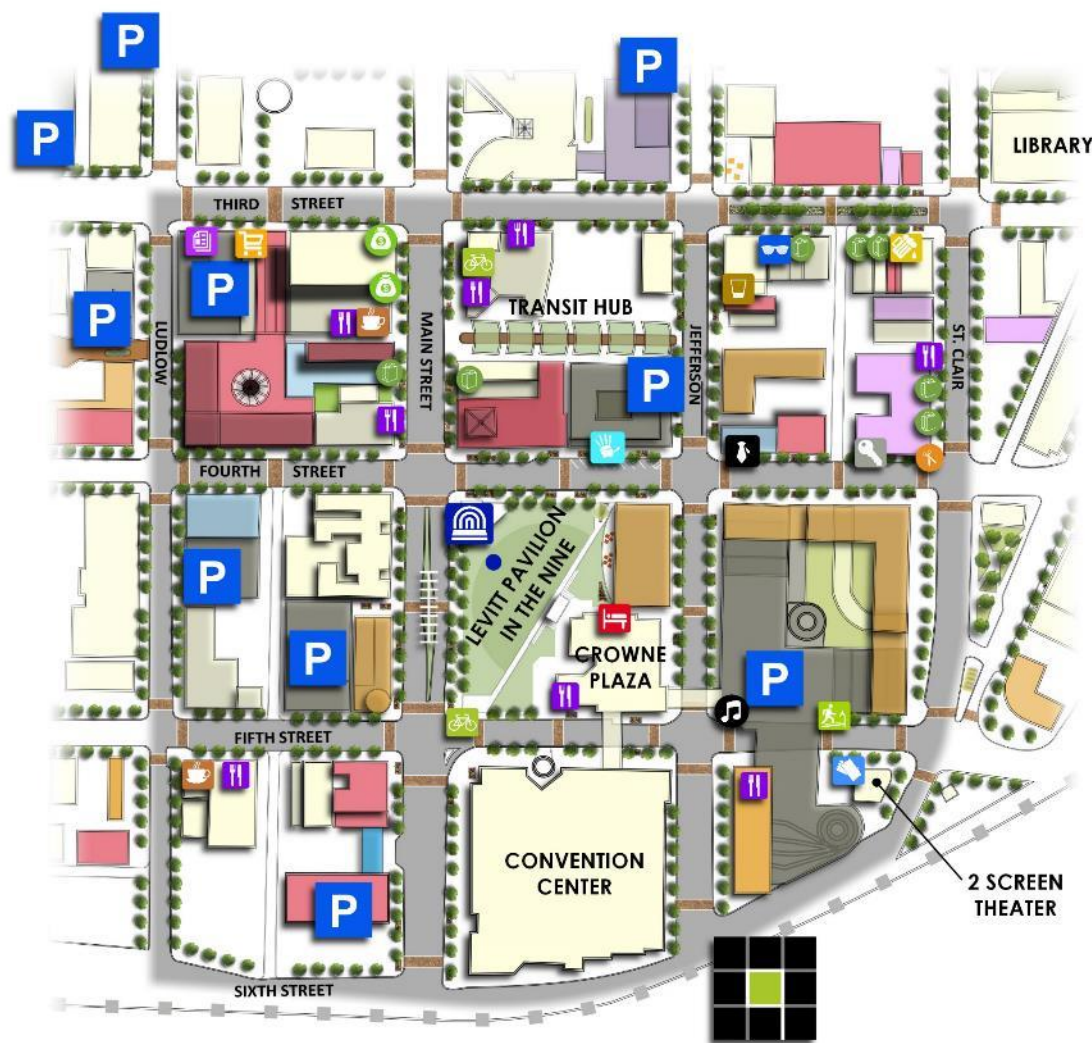 P
P
P
LIBRARY
THIRD STREET
P
P
TRANSIT HUB
LUDLOW
MAIN STREET
JEFFERSON
ST. CLAIR
P
FOURTH STREET
LEVITT PAVILION
IN THE NINE
P
P
CROWNE
PLAZA
P
FIFTH STREET
CONVENTION
CENTER
2 SCREEN
THEATER
P
SIXTH STREET